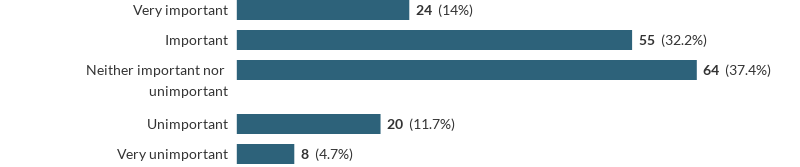 Very important 24 (14%)
Important 55 (32.2%)
Neither important nor 64 (37.4%)
unimportant
Unimportant 20 (11.7%)
Very unimportant 8 (4.7%)